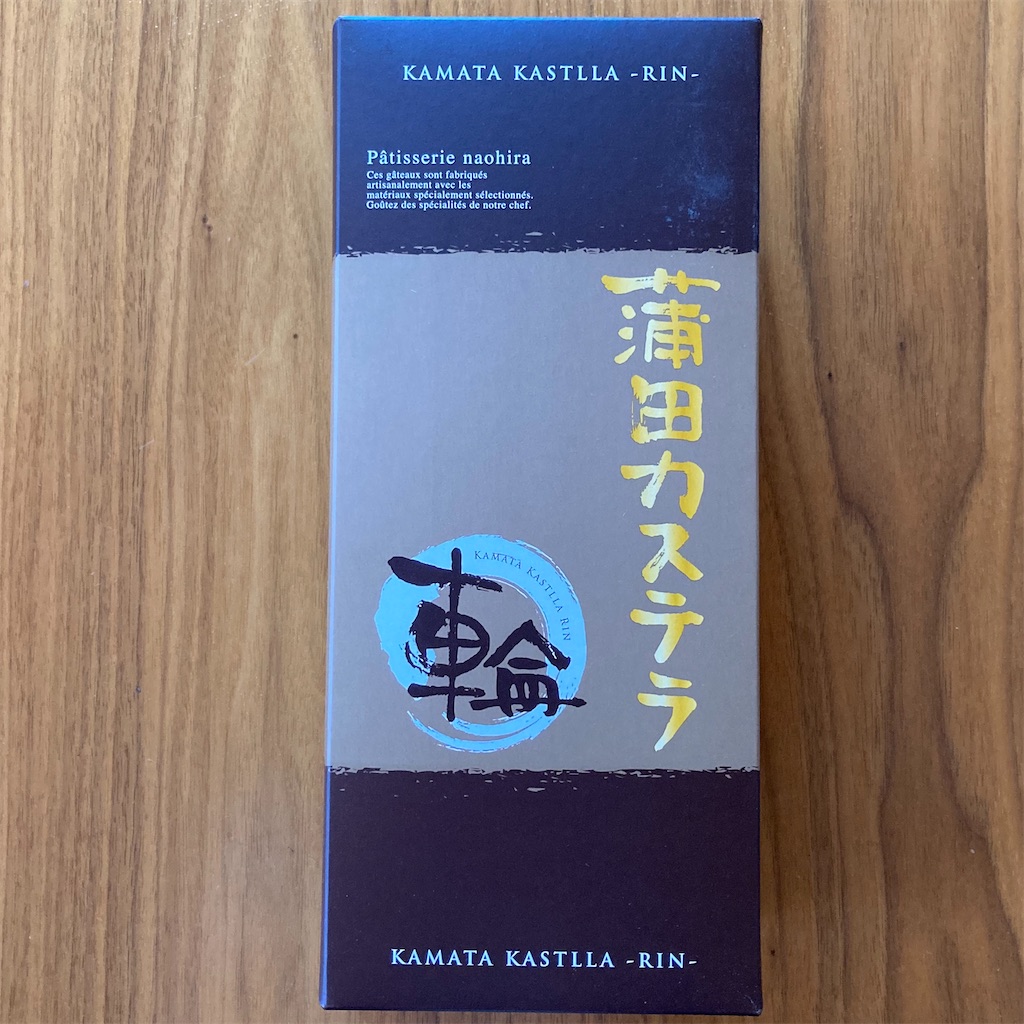 KAMATA KASTLLA -RIN-
Pâtisserie naohira
Ces gâteaux sont fabriqués
artisanalement avec les
matériaux spécialement sélectionnés.
Goûtez des spécialités de notre chef.
蒲田カステラ
KAMATA KASTLLA RIN
輪
KAMATA KASTLLA -RIN-